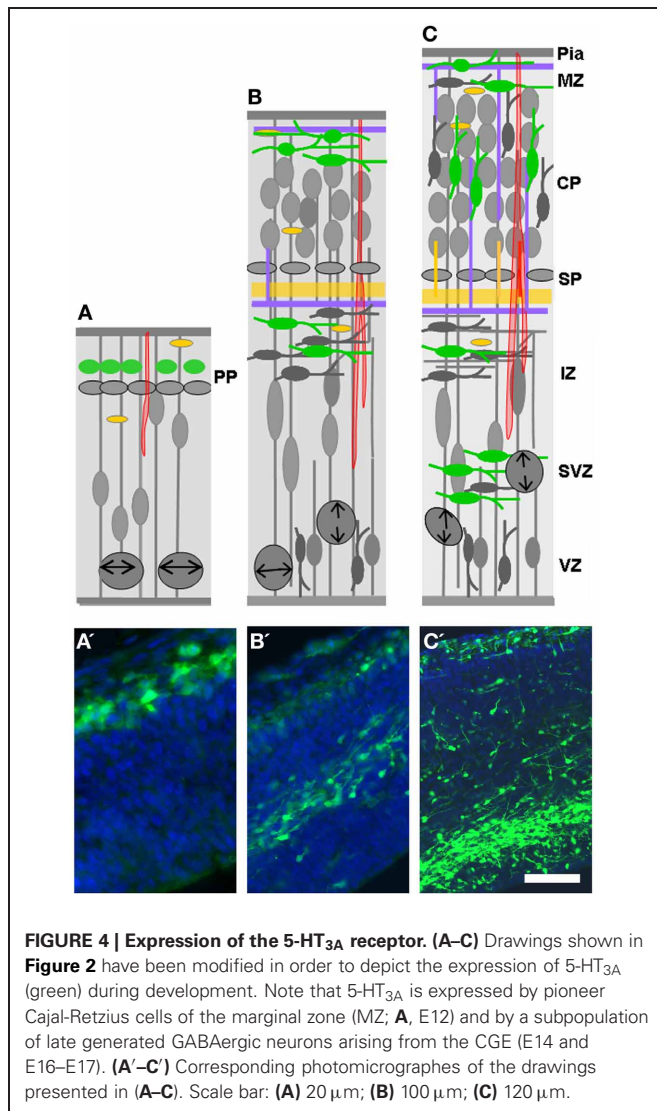 C
Pia
MZ
B
CP
SP
A
PP
IZ
SVZ
VZ
A´
B´
C´
FIGURE 4 | Expression of the 5-HT3A receptor. (A–C) Drawings shown in
Figure 2 have been modified in order to depict the expression of 5-HT3A
(green) during development. Note that 5-HT3A is expressed by pioneer
Cajal-Retzius cells of the marginal zone (MZ; A, E12) and by a subpopulation
of late generated GABAergic neurons arising from the CGE (E14 and
E16–E17). (A′–C′) Corresponding photomicrographes of the drawings
presented in (A–C). Scale bar: (A) 20 μm; (B) 100 μm; (C) 120 μm.